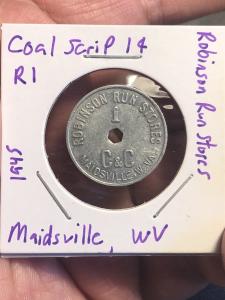 Coal Scrip 1¢
R1
Robinson Run Stores
1945
ROBINSON RUN STORES
1
C&C
MAIDSVILLE, W. VA.
Maidsville, WV